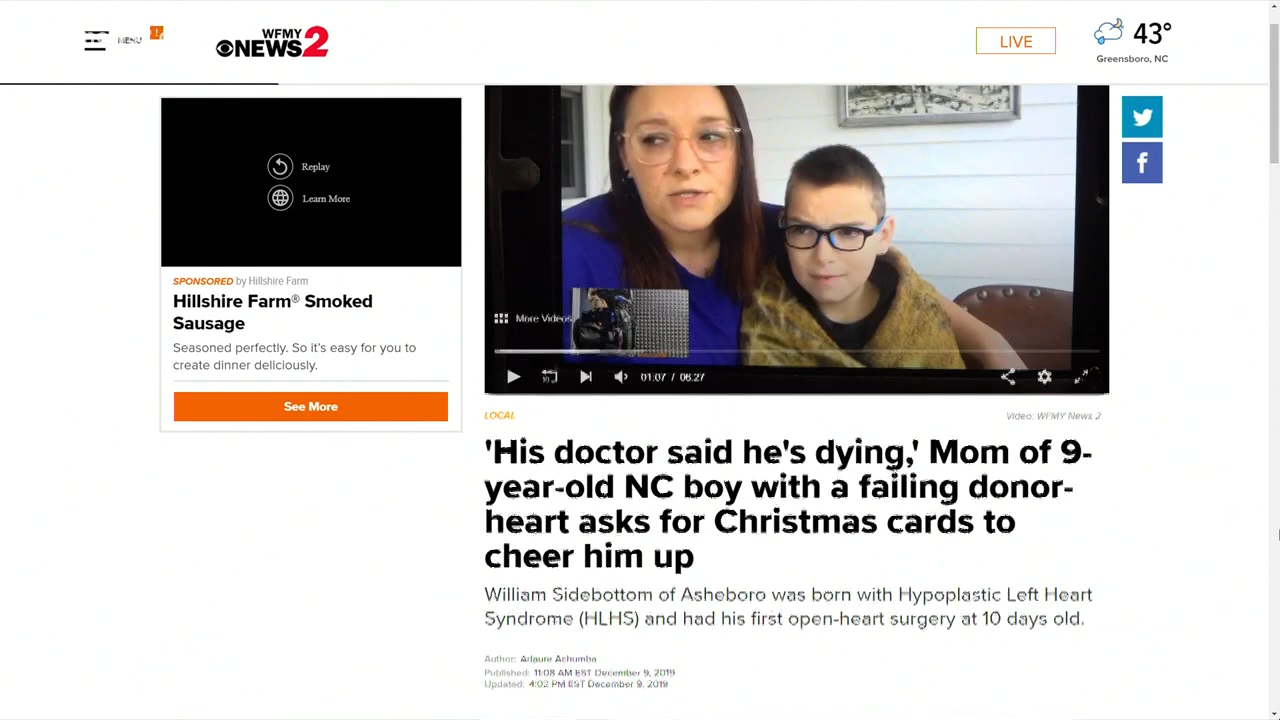 MENU
WFMY
NEWS 2
LIVE
43°
Greensboro, NC
Replay
Learn More
SPONSORED by Hillshire Farm
Hillshire Farm® Smoked
Sausage
Seasoned perfectly. So it's easy for you to
create dinner deliciously.
See More
More Videos
10
01:07 / 06:27
LOCAL
Video: WFMY News 2
'His doctor said he's dying,' Mom of 9-
year-old NC boy with a failing donor-
heart asks for Christmas cards to
cheer him up
William Sidebottom of Asheboro was born with Hypoplastic Left Heart
Syndrome (HLHS) and had his first open-heart surgery at 10 days old.
Author: Adaure Achumba
Published: 11:08 AM EST December 9, 2019
Updated: 4:02 PM EST December 9, 2019